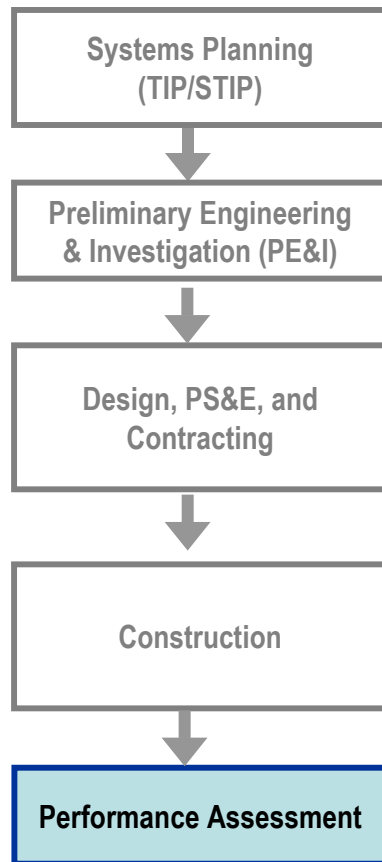 Systems Planning
(TIP/STIP)
Preliminary Engineering
& Investigation (PE&I)
Design, PS&E, and
Contracting
Construction
Performance Assessment